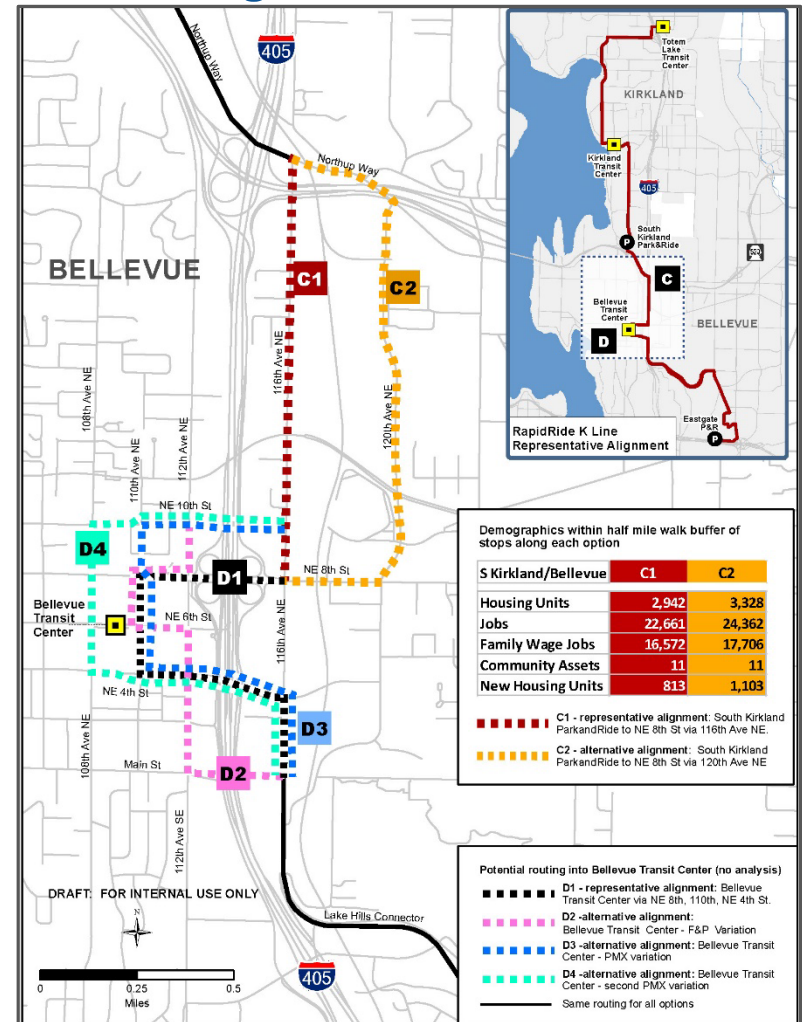 Northup Way
405
Northup Way
BELLEVUE
C1
C2
116th Ave NE
120th Ave NE
108th Ave NE
110th Ave NE
112th Ave NE
NE 10th St
D4
D1
NE 8th St
Bellevue
Transit
Center
NE 6th St
116th Ave NE
NE 4th St
D3
108th Ave NE
Main St
D2
112th Ave SE
DRAFT: FOR INTERNAL USE ONLY
N
Lake Hills Connector
405
0
0.25
0.5
Miles
Totem
Lake
Transit
Center
KIRKLAND
Kirkland
Transit
Center
405
South
Kirkland
Park&Ride
P
C
Bellevue
Transit
Center
D
BELLEVUE
Eastgate
P&R
P
RapidRide K Line
Representative Alignment
Demographics within half mile walk buffer of
stops along each option
S Kirkland/Bellevue C1 C2
Housing Units 2,942 3,328
Jobs 22,661 24,362
Family Wage Jobs 16,572 17,706
Community Assets 11 11
New Housing Units 813 1,103
C1 - representative alignment: South Kirkland
ParkandRide to NE 8th St via 116th Ave NE.
C2 - alternative alignment: South Kirkland
ParkandRide to NE 8th St via 120th Ave NE
Potential routing into Bellevue Transit Center (no analysis)
D1 - representative alignment: Bellevue
Transit Center via NE 8th, 110th, NE 4th St.
D2 -alternative alignment:
Bellevue Transit Center - F&P Variation
D3 -alternative alignment: Bellevue Transit
Center - PMX variation
D4 -alternative alignment: Bellevue Transit
Center - second PMX variation
Same routing for all options